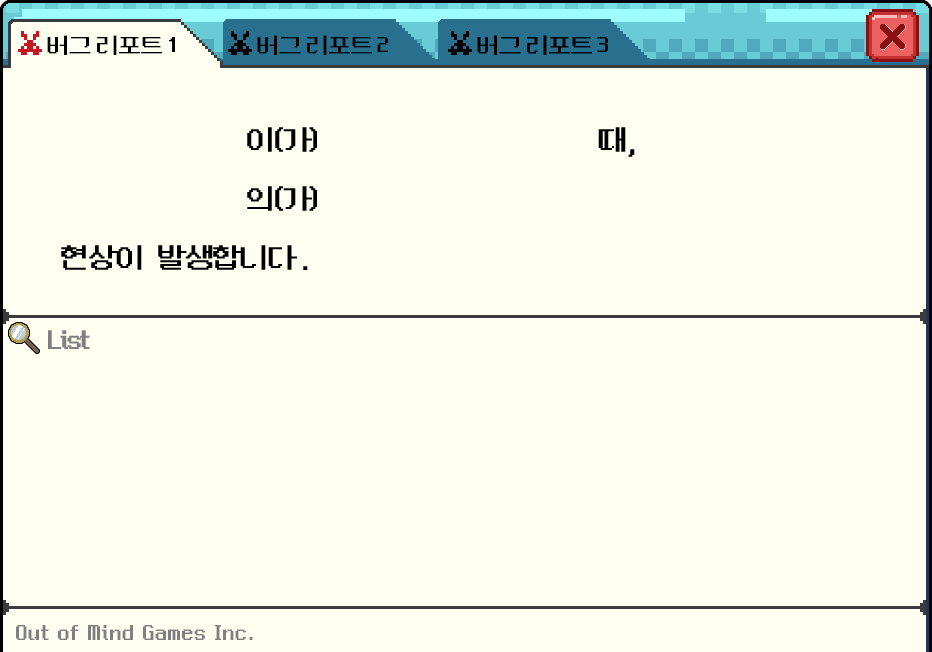 버그리포트1 버그리포트2 버그리포트3
이(가) 때,
의(가)
현상이 발생합니다.
List
Out of Mind Games Inc.